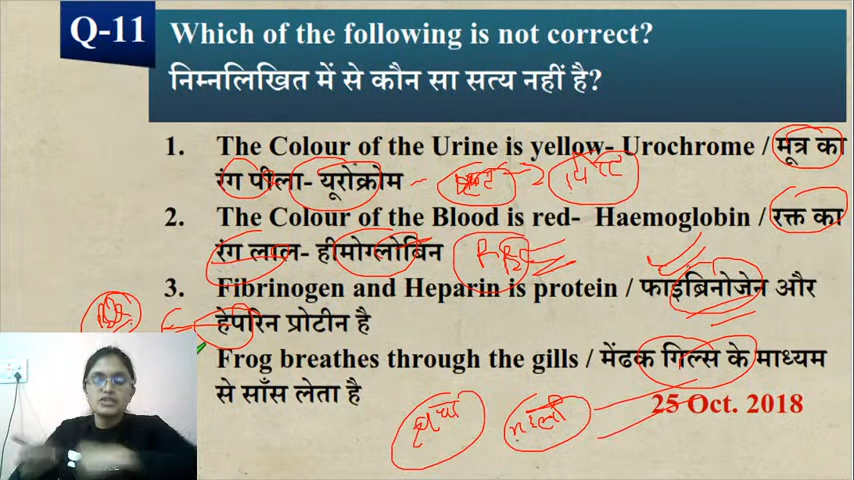 Q-11
Which of the following is not correct?
निम्नलिखित में से कौन सा सत्य नहीं है?
1. The Colour of the Urine is yellow- Urochrome / मूत्र का
रंग पीला- यूरोक्रोम
2. The Colour of the Blood is red- Haemoglobin / रक्त का
रंग लाल- हीमोग्लोबिन
RBC
3. Fibrinogen and Heparin is protein / फाइब्रिनोजेन और
हेपारिन प्रोटीन है
Frog breathes through the gills / मेंढक गिल्स के माध्यम
से साँस लेता है
25 Oct. 2018